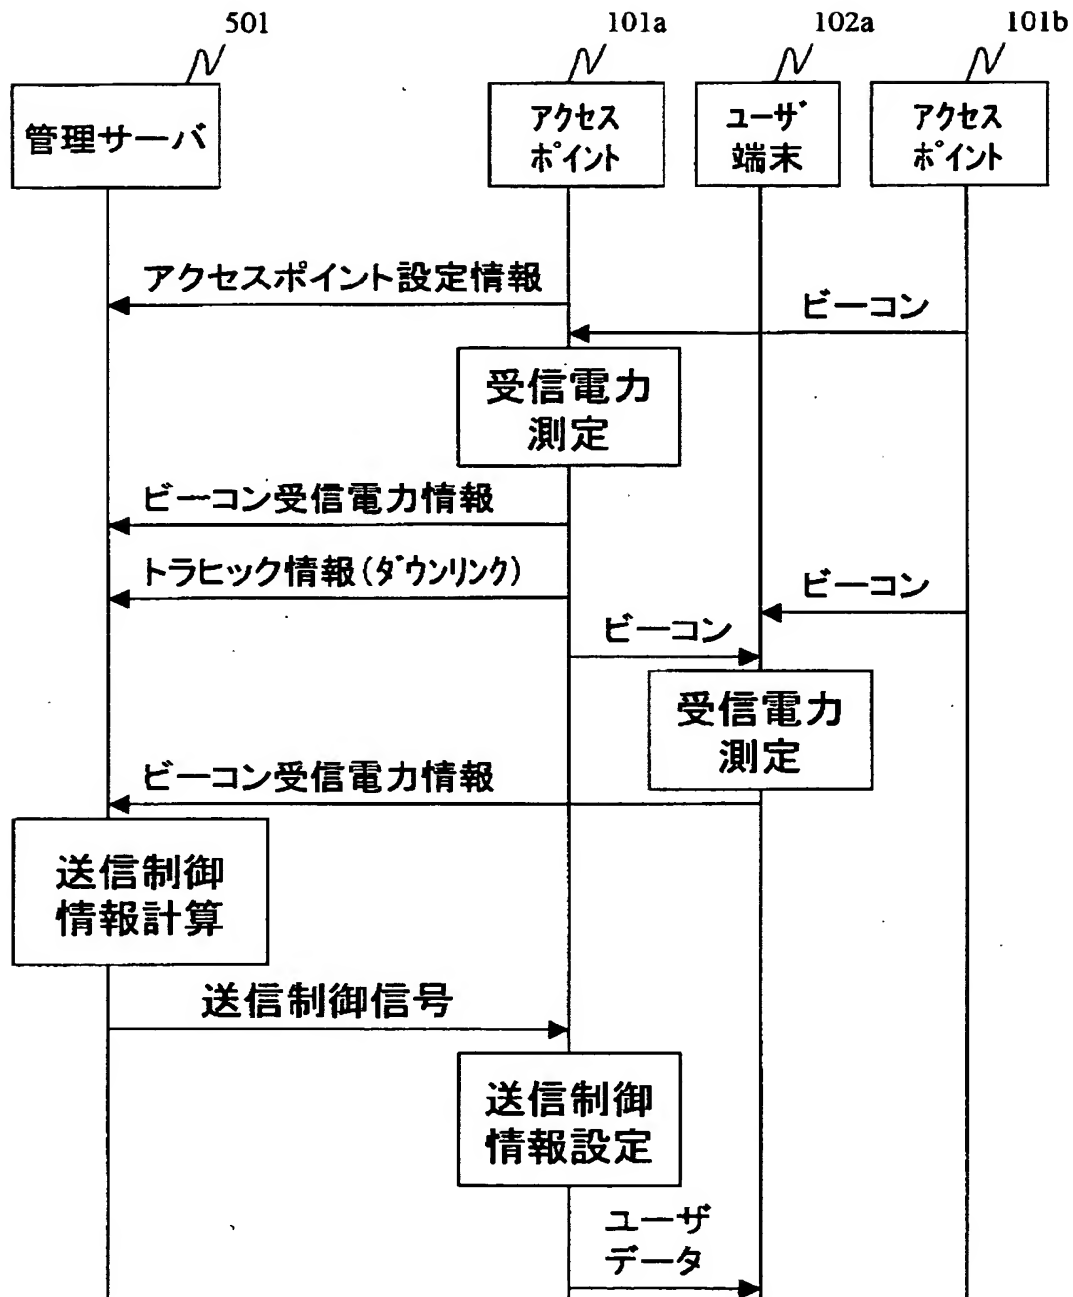 501
101a
102a
101b
管理サーバ
アクセス
ポイント
ユーザ
端末
アクセス
ポイント
アクセスポイント設定情報
ビーコン
受信電力
測定
ビーコン受信電力情報
トラヒック情報(ダウンリンク)
ビーコン
ビーコン
受信電力
測定
ビーコン受信電力情報
送信制御
情報計算
送信制御信号
送信制御
情報設定
ユーザ
データ